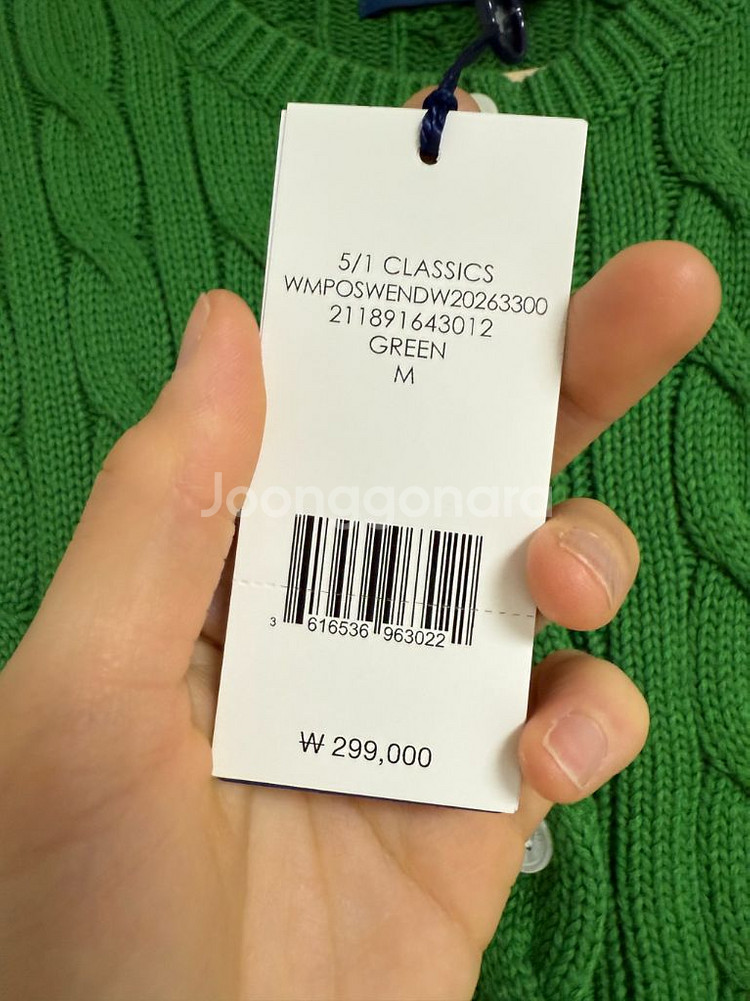 5/1 CLASSICS
WMPOSWENDW20263300
211891643012
GREEN
M
Joonggonara
3 616536 963022
₩ 299,000